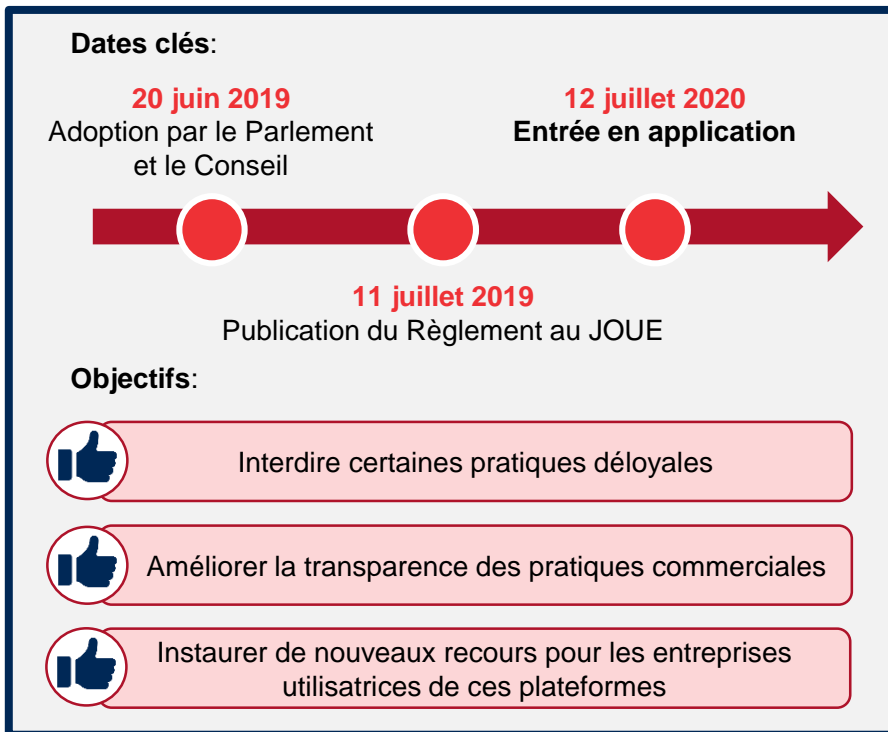 Dates clés:
20 juin 2019
Adoption par le Parlement
et le Conseil
12 juillet 2020
Entrée en application
11 juillet 2019
Publication du Règlement au JOUE
Objectifs:
Interdire certaines pratiques déloyales
Améliorer la transparence des pratiques commerciales
Instaurer de nouveaux recours pour les entreprises
utilisatrices de ces plateformes